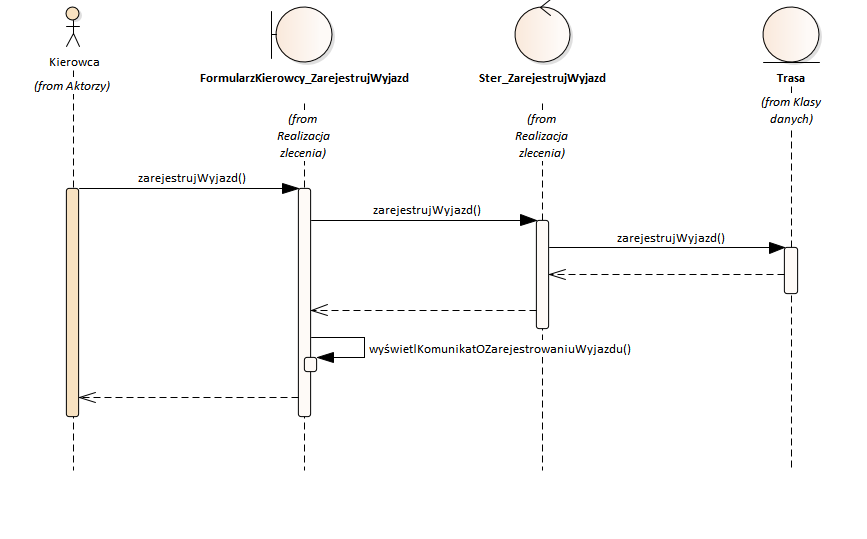 Kierowca
(from Aktorzy)
FormularzKierowcy_ZarejestrujWyjazd
(from
Realizacja
zlecenia)
Ster_ZarejestrujWyjazd
(from
Realizacja
zlecenia)
Trasa
(from Klasy
danych)
zarejestrujWyjazd()
zarejestrujWyjazd()
zarejestrujWyjazd()
wyświetlKomunikatOZarejestrowaniuWyjazdu()